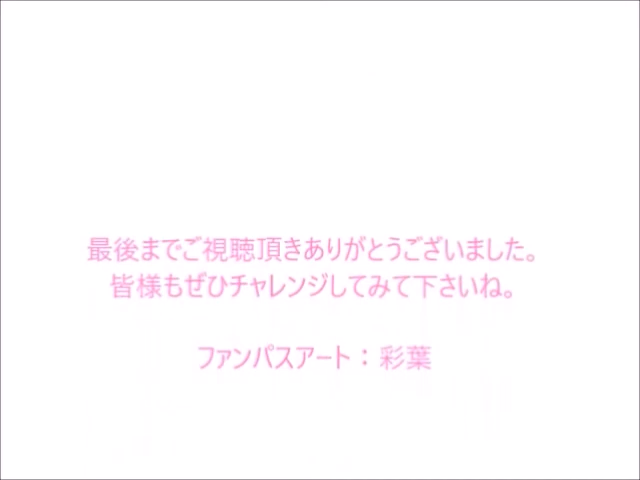 最後までご視聴頂きありがとうございました。
皆様もぜひチャレンジしてみて下さいね。
ファンパスアート：彩葉